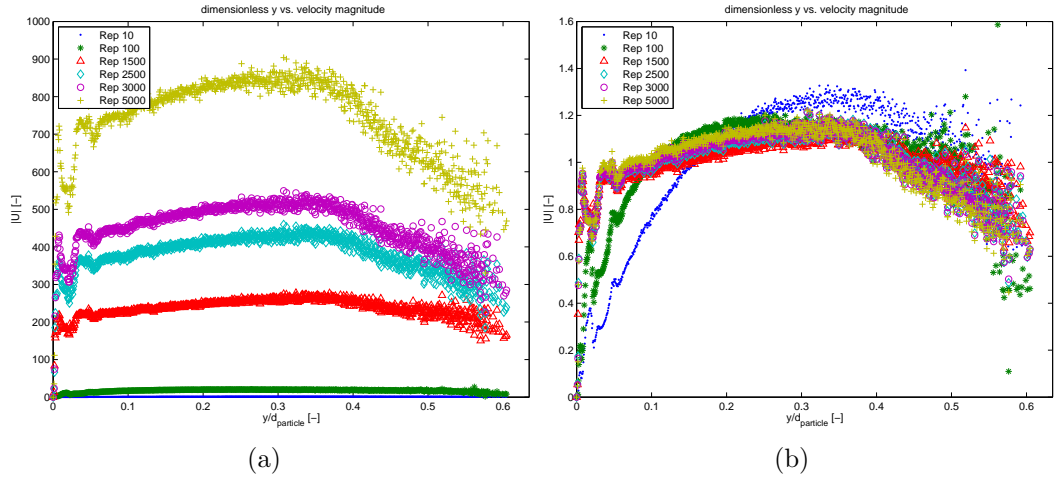 dimensionless y vs. velocity magnitude
1000
900
800
700
600
500
400
300
200
100
0
|U| [–]
Rep 10
Rep 100
Rep 1500
Rep 2500
Rep 3000
Rep 5000
0 0.1 0.2 0.3 0.4 0.5 0.6
y/d_particle [–]
(a)
dimensionless y vs. velocity magnitude
1.6
1.4
1.2
1
0.8
0.6
0.4
0.2
0
|U| [–]
Rep 10
Rep 100
Rep 1500
Rep 2500
Rep 3000
Rep 5000
0 0.1 0.2 0.3 0.4 0.5 0.6
y/d_particle [–]
(b)